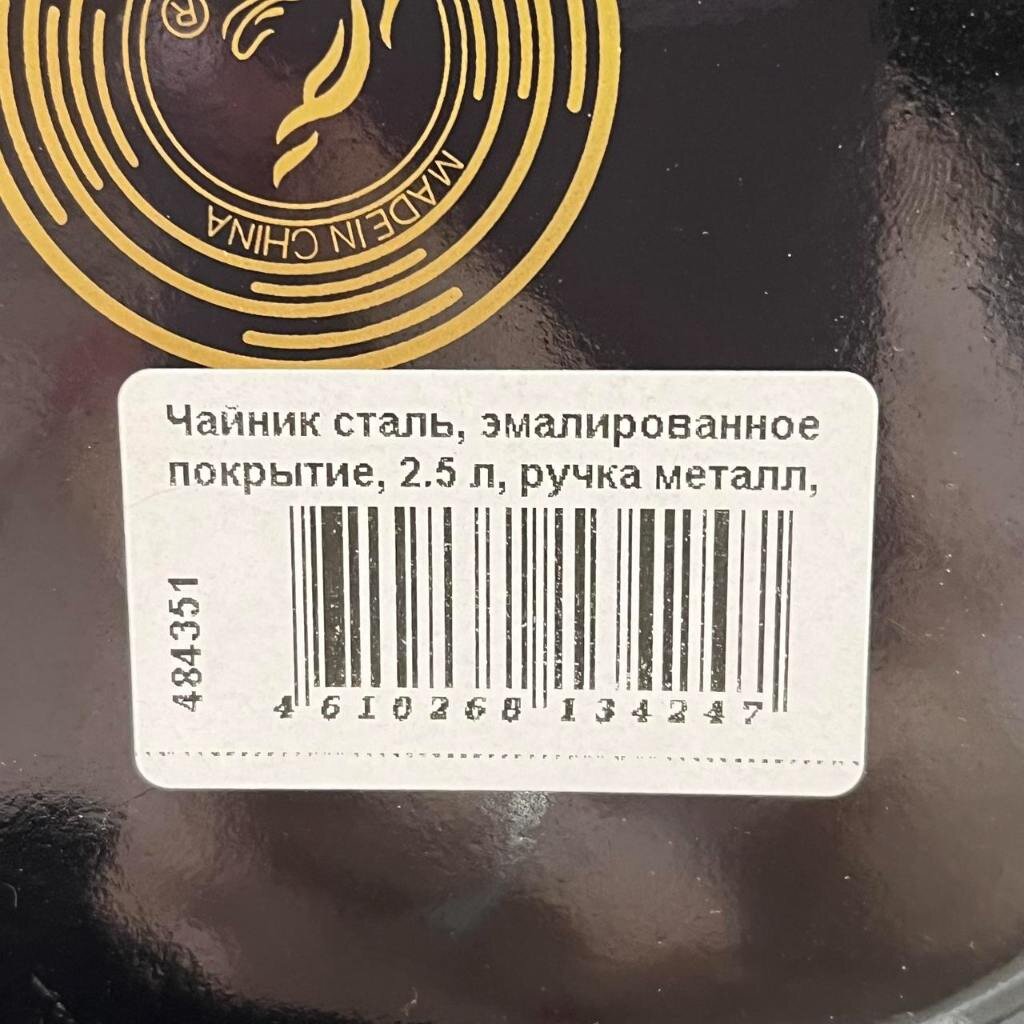 ®
MADE IN CHINA
Чайник сталь, эмалированное
покрытие, 2.5 л, ручка металл,
484351
4 610268 134247